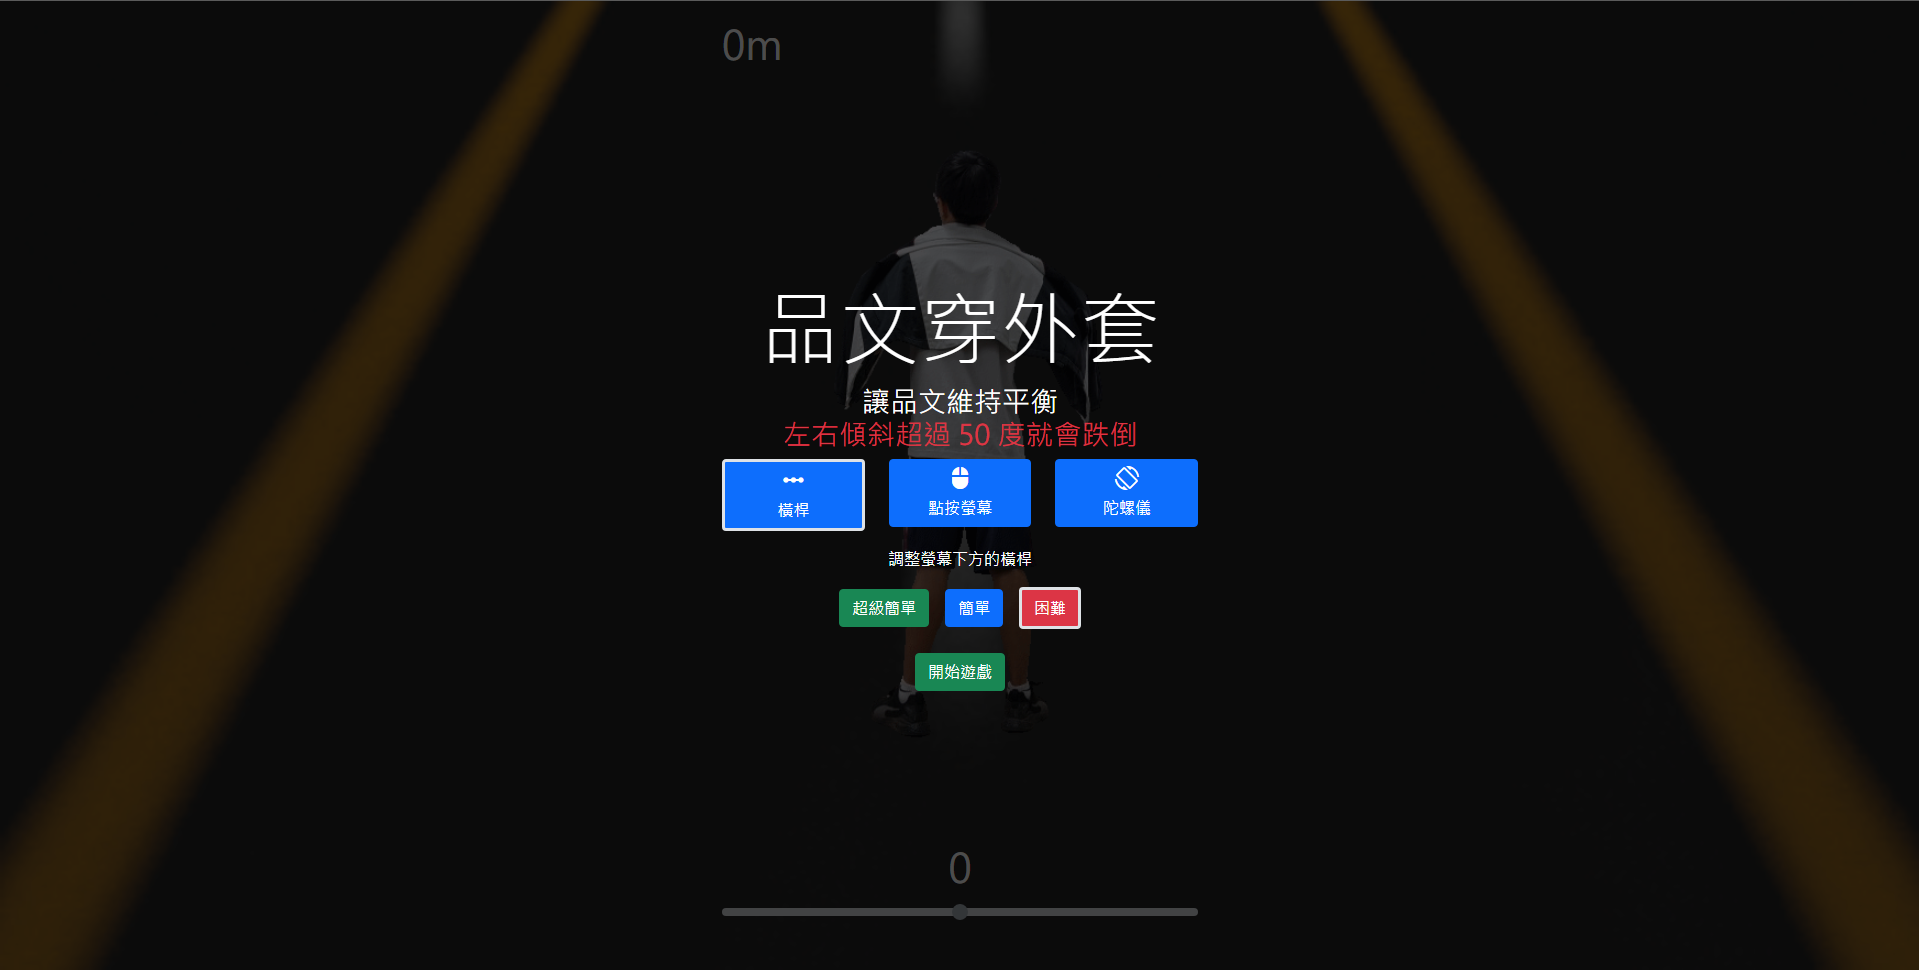 0m
品文穿外套
讓品文維持平衡
左右傾斜超過 50 度就會跌倒
橫桿 點按螢幕 陀螺儀
調整螢幕下方的橫桿
超級簡單 簡單 困難
開始遊戲
0